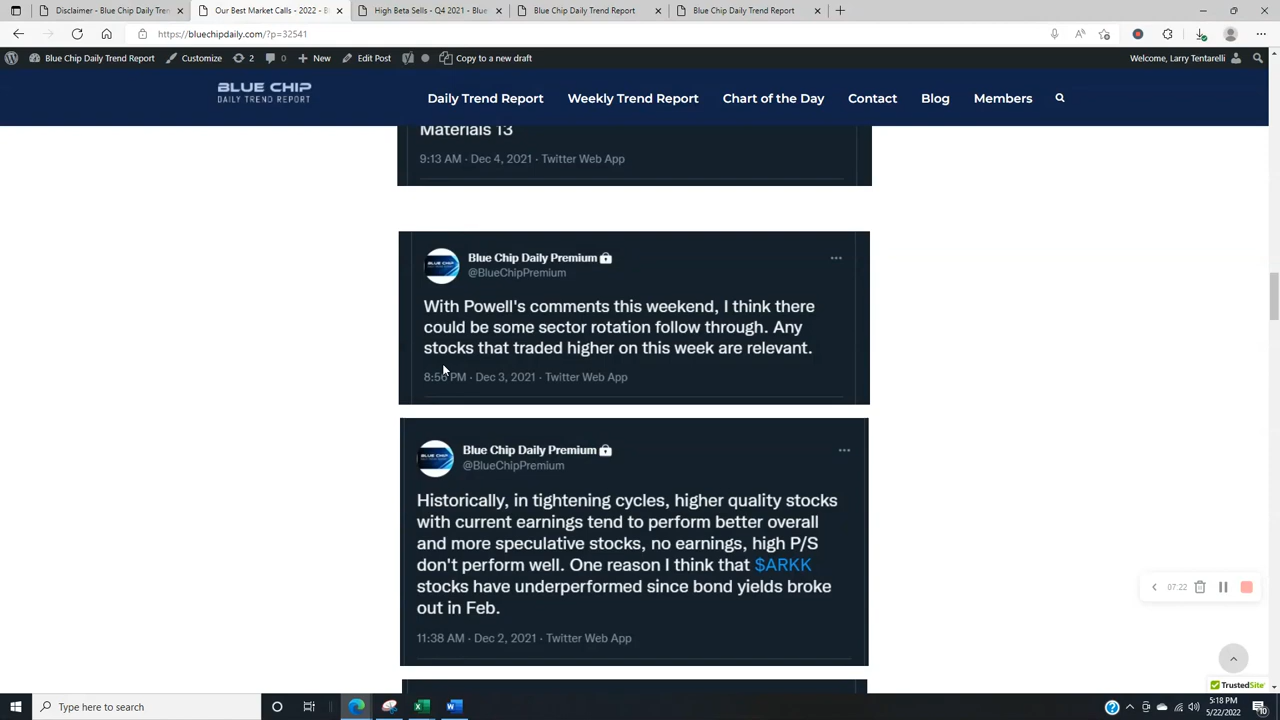 Disclaimer - Blue Chip Daily Tren
Our Best Market Calls - 2022 - B
High Beta Sells - Q4 2021 - Blue
Blue Chip Daily Trend Report
Blue Chip Daily Trend Report
https://bluechipdaily.com/?p=32541
Blue Chip Daily Trend Report
Customize
2
0
New
Edit Post
Copy to a new draft
Welcome, Larry Tentarelli
BLUE CHIP
DAILY TREND REPORT
Daily Trend Report
Weekly Trend Report
Chart of the Day
Contact
Blog
Members
Materials 13
9:13 AM · Dec 4, 2021 · Twitter Web App
Blue Chip Daily Premium
@BlueChipPremium
With Powell's comments this weekend, I think there
could be some sector rotation follow through. Any
stocks that traded higher on this week are relevant.
8:56 PM · Dec 3, 2021 · Twitter Web App
Blue Chip Daily Premium
@BlueChipPremium
Historically, in tightening cycles, higher quality stocks
with current earnings tend to perform better overall
and more speculative stocks, no earnings, high P/S
don't perform well. One reason I think that $ARKK
stocks have underperformed since bond yields broke
out in Feb.
11:38 AM · Dec 2, 2021 · Twitter Web App
07:22
TrustedSite
Type here to search
5:18 PM
5/22/2022